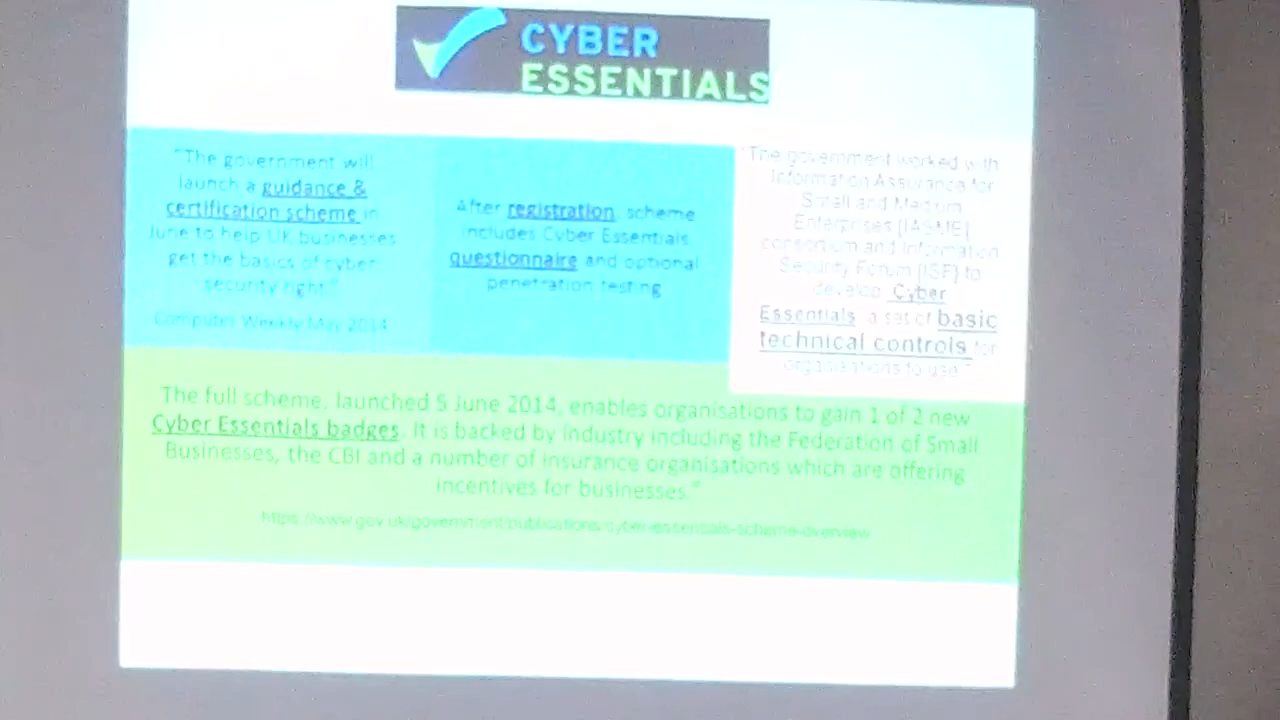 CYBER
ESSENTIALS
"The government will
launch a guidance &
certification scheme in
June to help UK businesses
get the basics of cyber
security right."
Computer Weekly May 2014
After registration, scheme
includes Cyber Essentials
questionnaire and optional
penetration testing
"The government worked with
Information Assurance for
Small and Medium
Enterprises (IASME)
consortium and Information
Security Forum (ISF) to
develop Cyber
Essentials, a set of basic
technical controls for
organisations to use."
The full scheme, launched 5 June 2014, enables organisations to gain 1 of 2 new
Cyber Essentials badges. It is backed by industry including the Federation of Small
Businesses, the CBI and a number of insurance organisations which are offering
incentives for businesses."
https://www.gov.uk/government/publications/cyber-essentials-scheme-overview